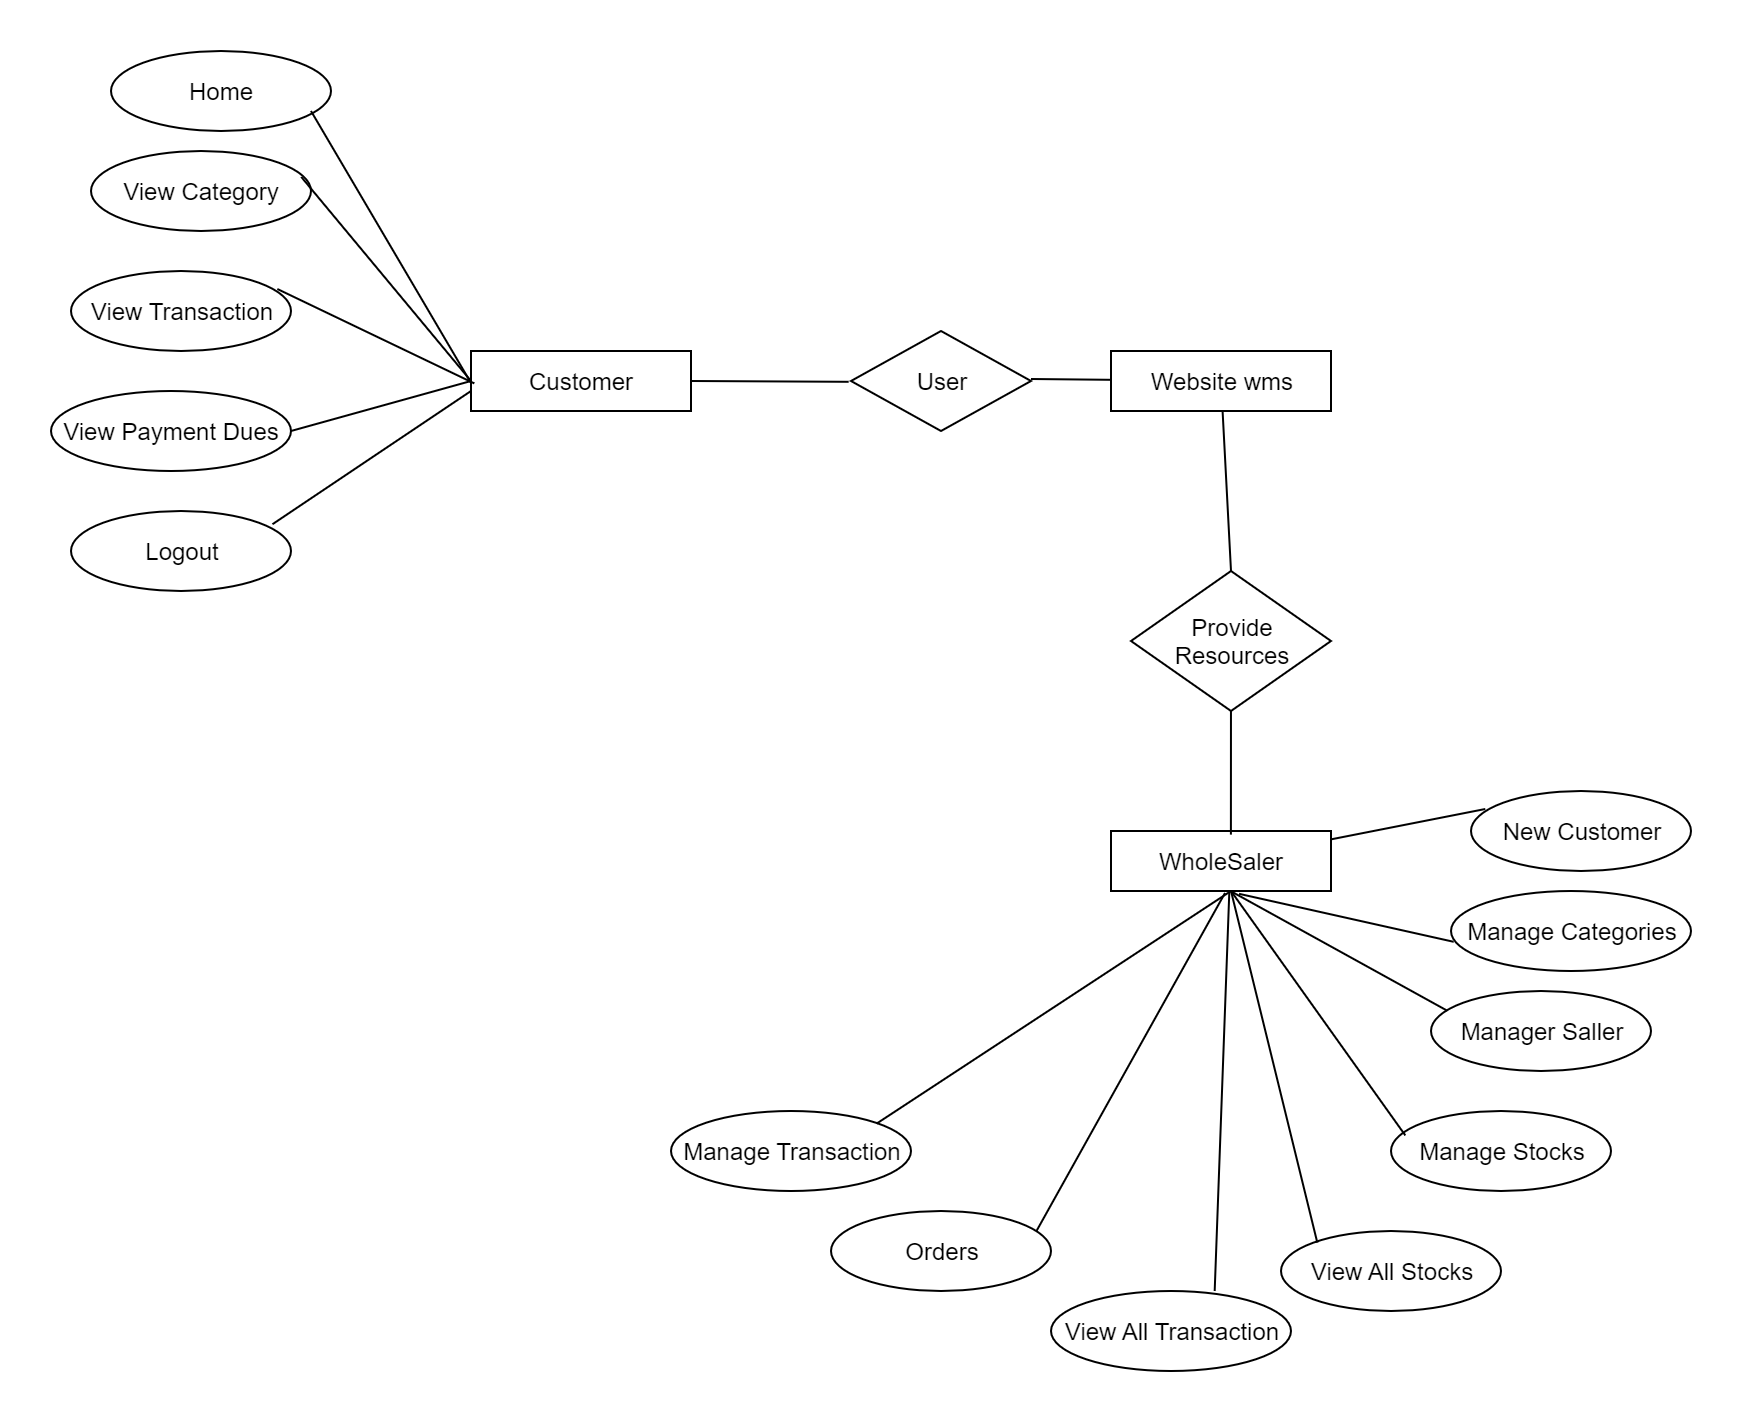 Home
View Category
View Transaction
View Payment Dues
Logout
Customer
User
Website wms
Provide
Resources
WholeSaler
New Customer
Manage Categories
Manager Saller
Manage Stocks
View All Stocks
View All Transaction
Orders
Manage Transaction